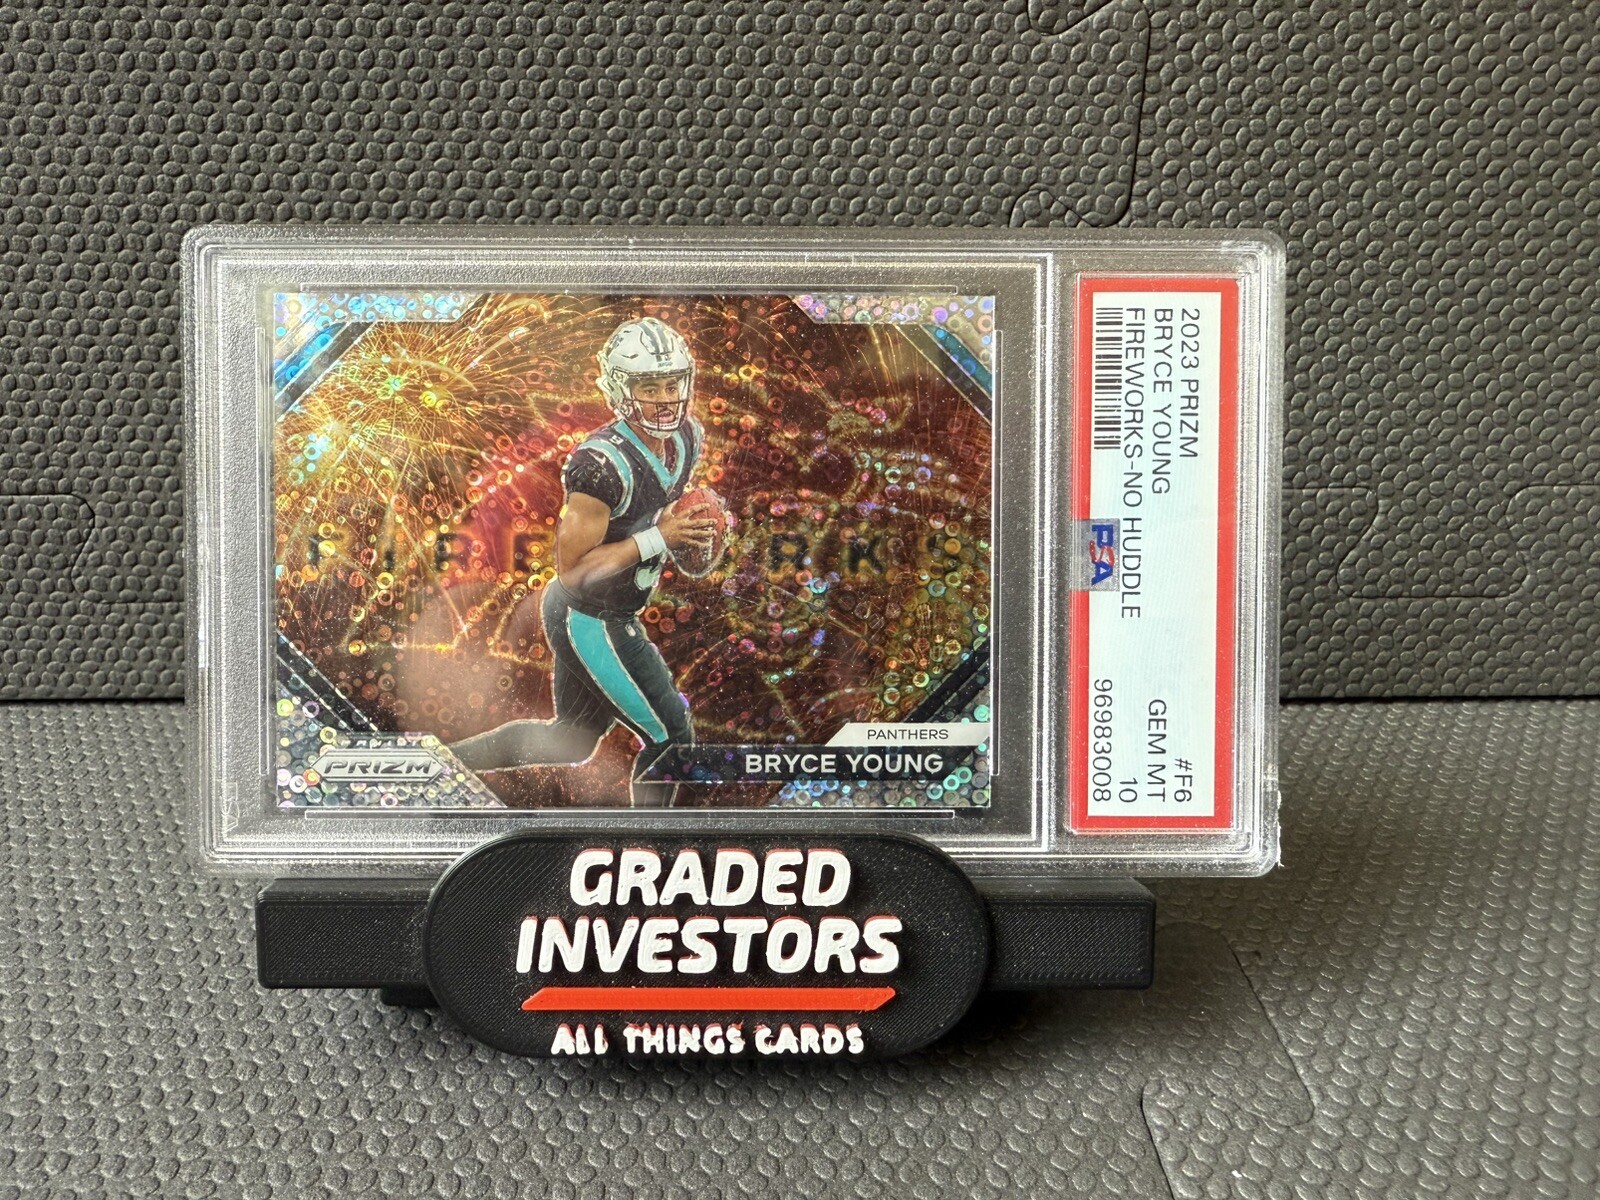 FIREWORKS
PRIZM
PANTHERS
BRYCE YOUNG
2023 PRIZM #F6
BRYCE YOUNG GEM MT
FIREWORKS-NO HUDDLE 10
96983008
PSA
GRADED
INVESTORS
ALL THINGS CARDS